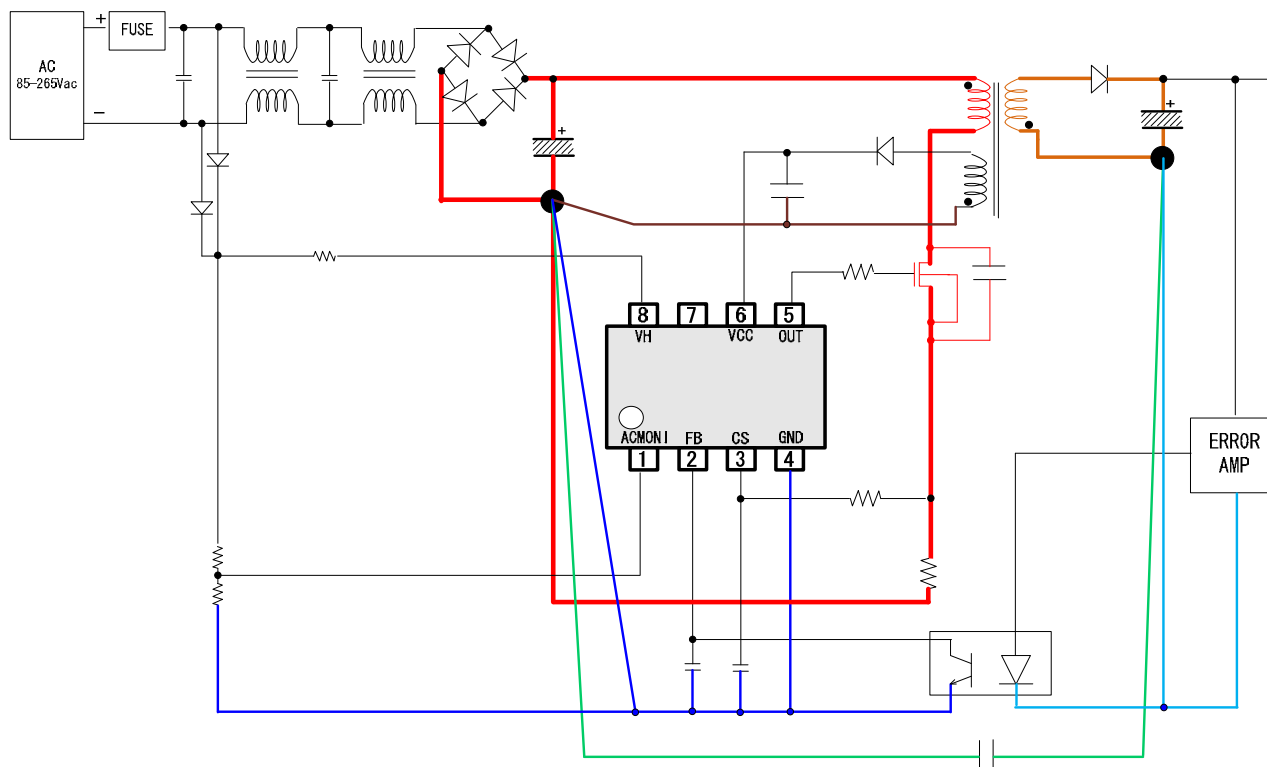 +
FUSE
AC
85-265Vac
−
+
+
8
7
6
5
VH
VCC
OUT
ACMONI
FB
CS
GND
1
2
3
4
ERROR
AMP